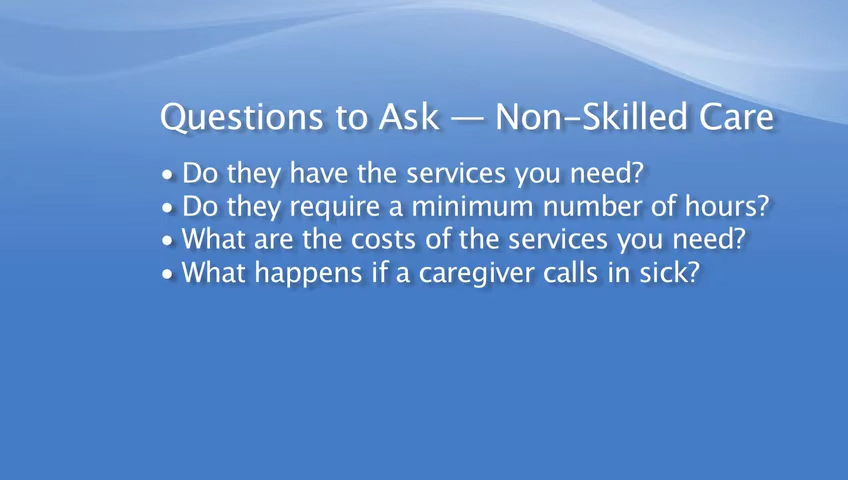 Questions to Ask — Non-Skilled Care
• Do they have the services you need?
• Do they require a minimum number of hours?
• What are the costs of the services you need?
• What happens if a caregiver calls in sick?